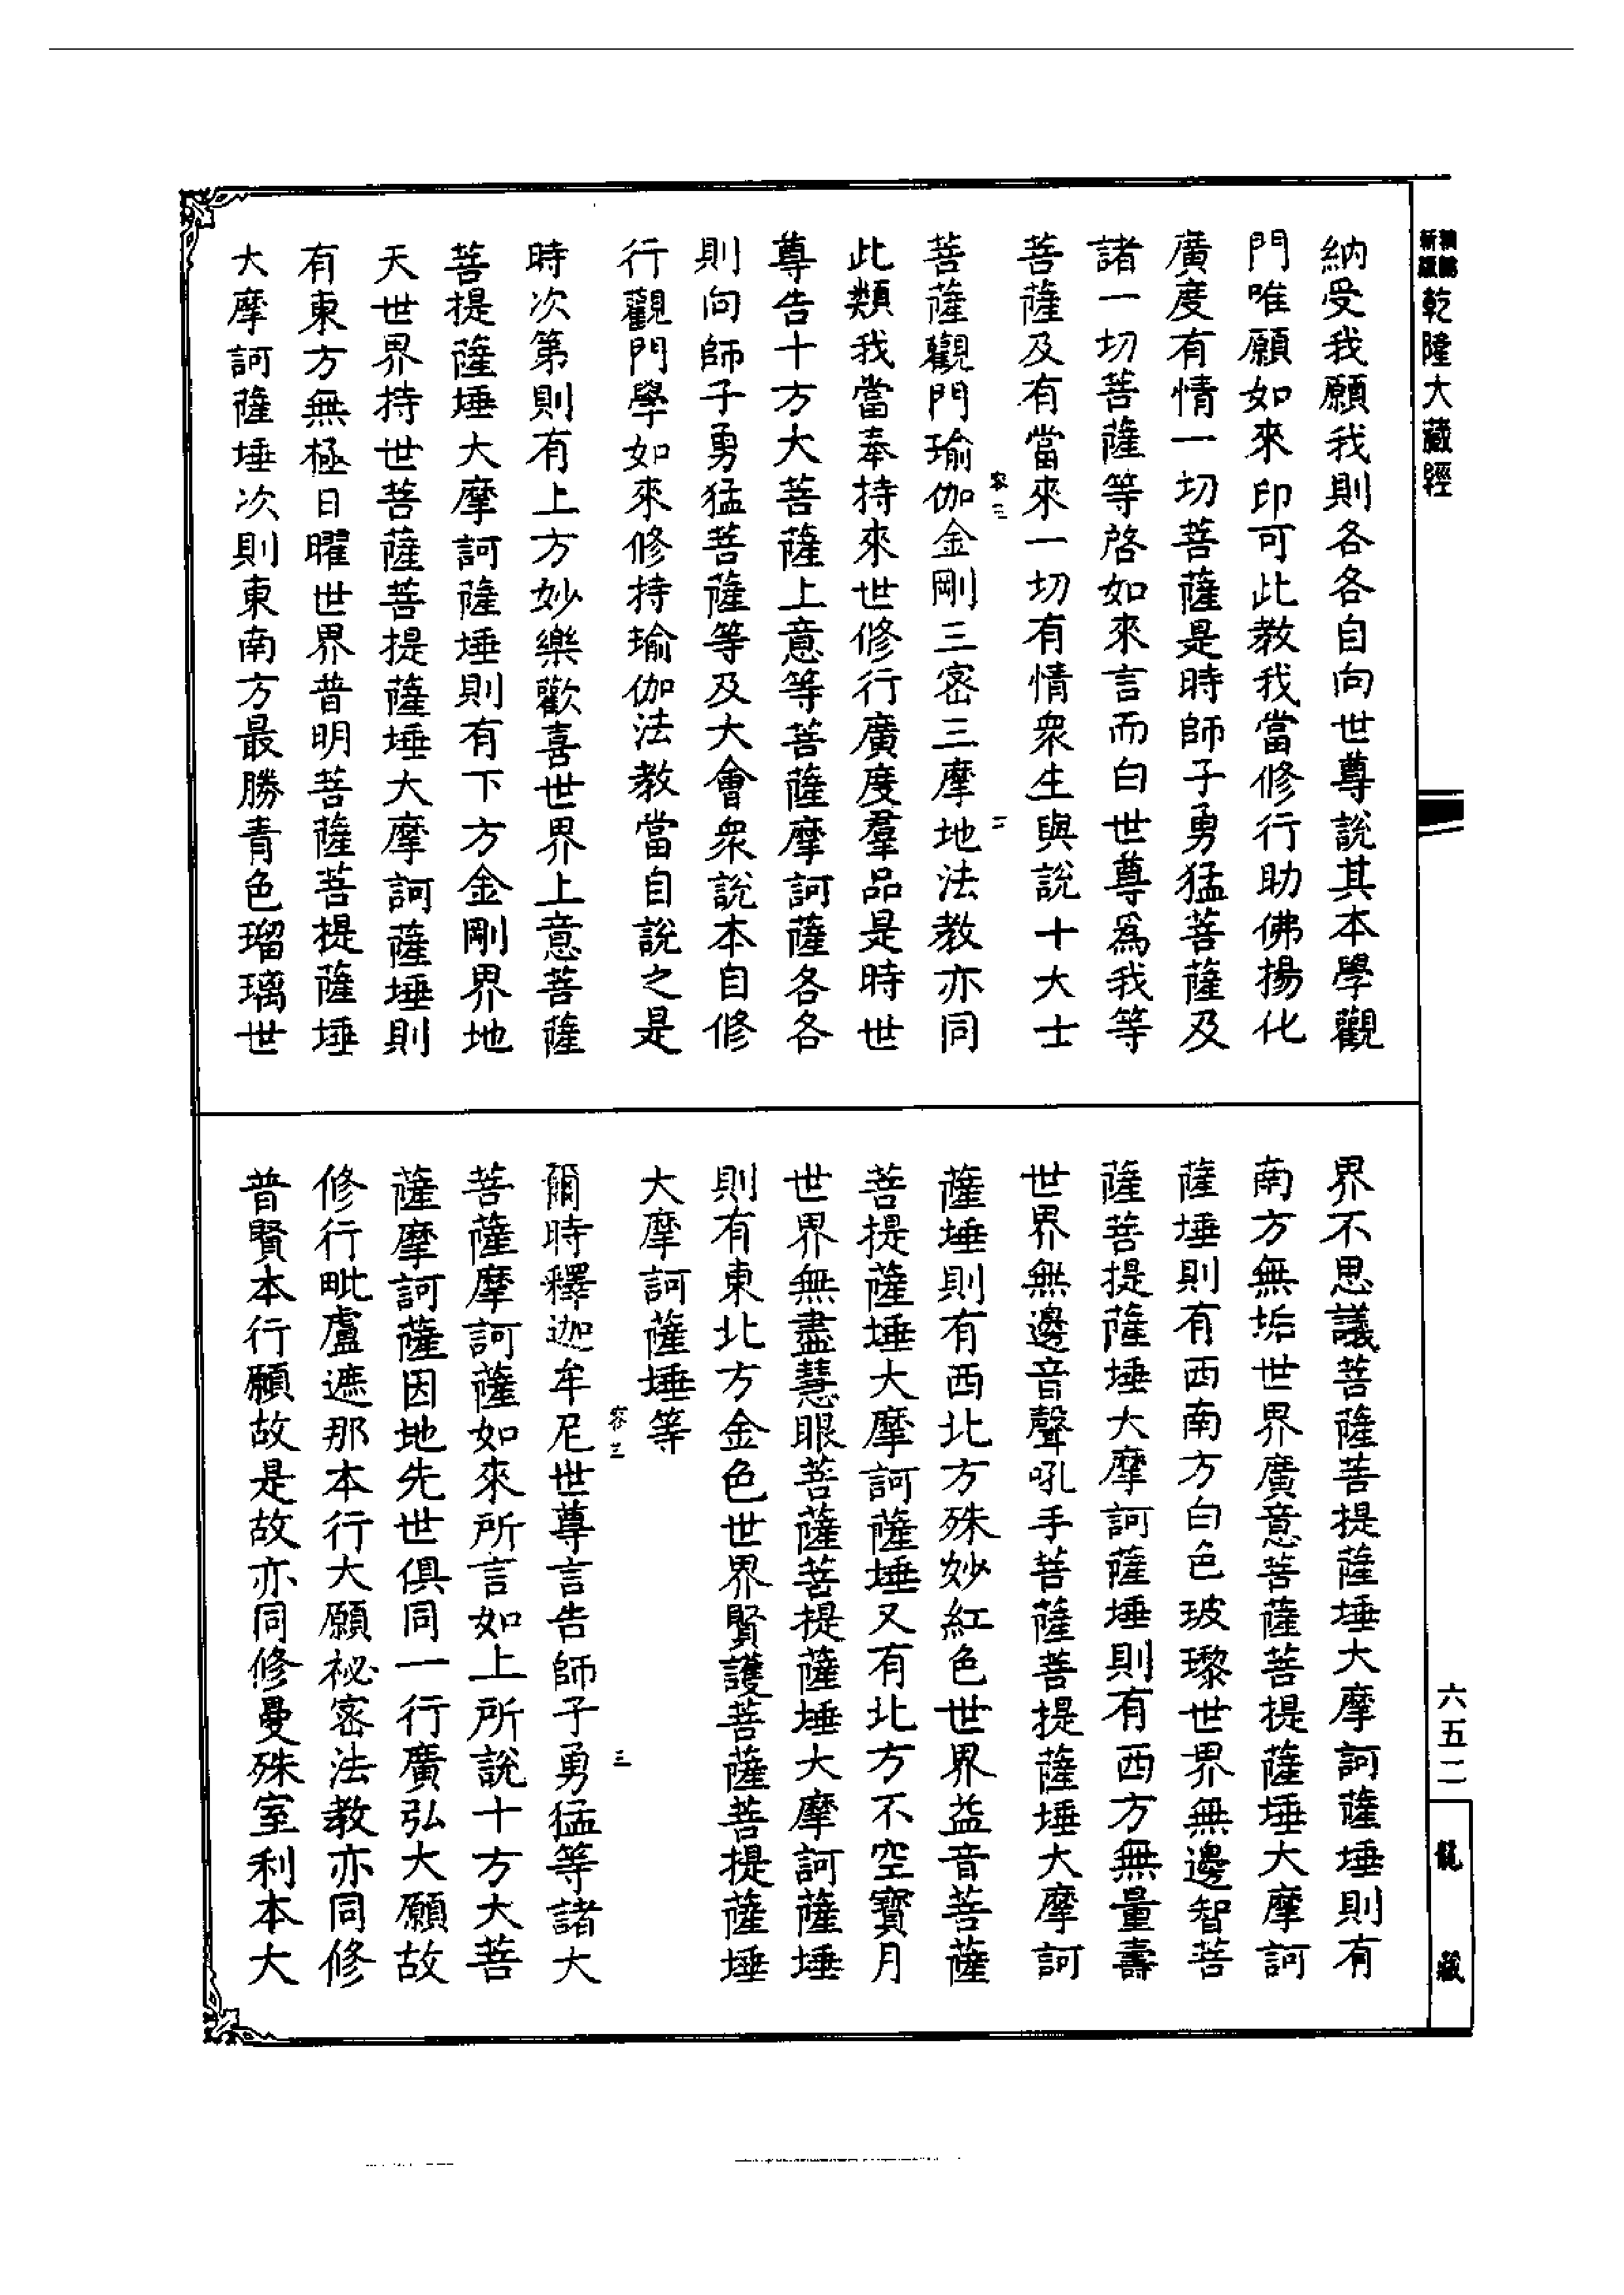 乾隆大藏經
納受我願我則各各自向世尊說其本學觀
門唯願如來印可此教我當修行助佛揚化
廣度有情一切菩薩是時師子勇猛菩薩及
諸一切菩薩等啓如來言而白世尊爲我等
菩薩及有當來一切有情衆生與說十大士
容三 二
菩薩觀門瑜伽金剛三密三摩地法教亦同
此類我當奉持來世修行廣度羣品是時世
尊告十方大菩薩上意等菩薩摩訶薩各各
則向師子勇猛菩薩等及大會衆說本自修
行觀門學如來修持瑜伽法教當自說之是
時次第則有上方妙樂歡喜世界上意菩薩
菩提薩埵大摩訶薩埵則有下方金剛界地
天世界持世菩薩菩提薩埵大摩訶薩埵則
有東方無極日曜世界普明菩薩菩提薩埵
大摩訶薩埵次則東南方最勝青色瑠璃世
界不思議菩薩菩提薩埵大摩訶薩埵則有
南方無垢世界廣意菩薩菩提薩埵大摩訶
薩埵則有西南方白色玻瓈世界無邊智菩
薩菩提薩埵大摩訶薩埵則有西方無量壽
世界無邊音聲吼手菩薩菩提薩埵大摩訶
薩埵則有西北方殊妙紅色世界益音菩薩
菩提薩埵大摩訶薩埵又有北方不空寶月
世界無盡慧眼菩薩菩提薩埵大摩訶薩埵
則有東北方金色世界賢護菩薩菩提薩埵
大摩訶薩埵等
容三 三
爾時釋迦牟尼世尊言告師子勇猛等諸大
菩薩摩訶薩如來所言如上所說十方大菩
薩摩訶薩因地先世俱同一行廣弘大願故
修行毗盧遮那本行大願祕密法教亦同修
普賢本行願故是故亦同修曼殊室利本大
六五二
龍藏